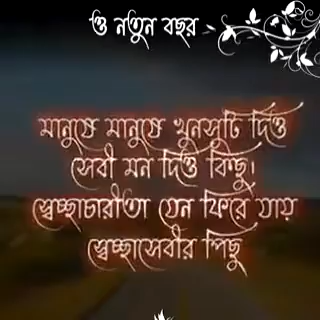 ও নতুন বছর
মানুষে মানুষে খুনসুটি দিও
সেবী মন দিও কিছু।
স্বেচ্ছাচারীতা যেন ফিরে যায়
স্বেচ্ছাসেবীর পিছু